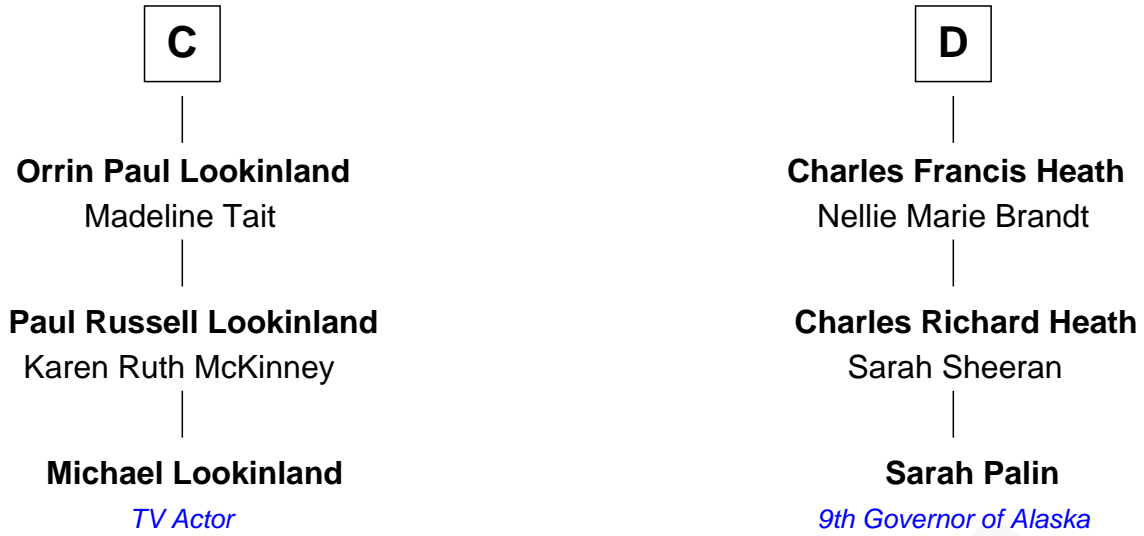 C
Orrin Paul Lookinland
Madeline Tait
Paul Russell Lookinland
Karen Ruth McKinney
Michael Lookinland
TV Actor
D
Charles Francis Heath
Nellie Marie Brandt
Charles Richard Heath
Sarah Sheeran
Sarah Palin
9th Governor of Alaska